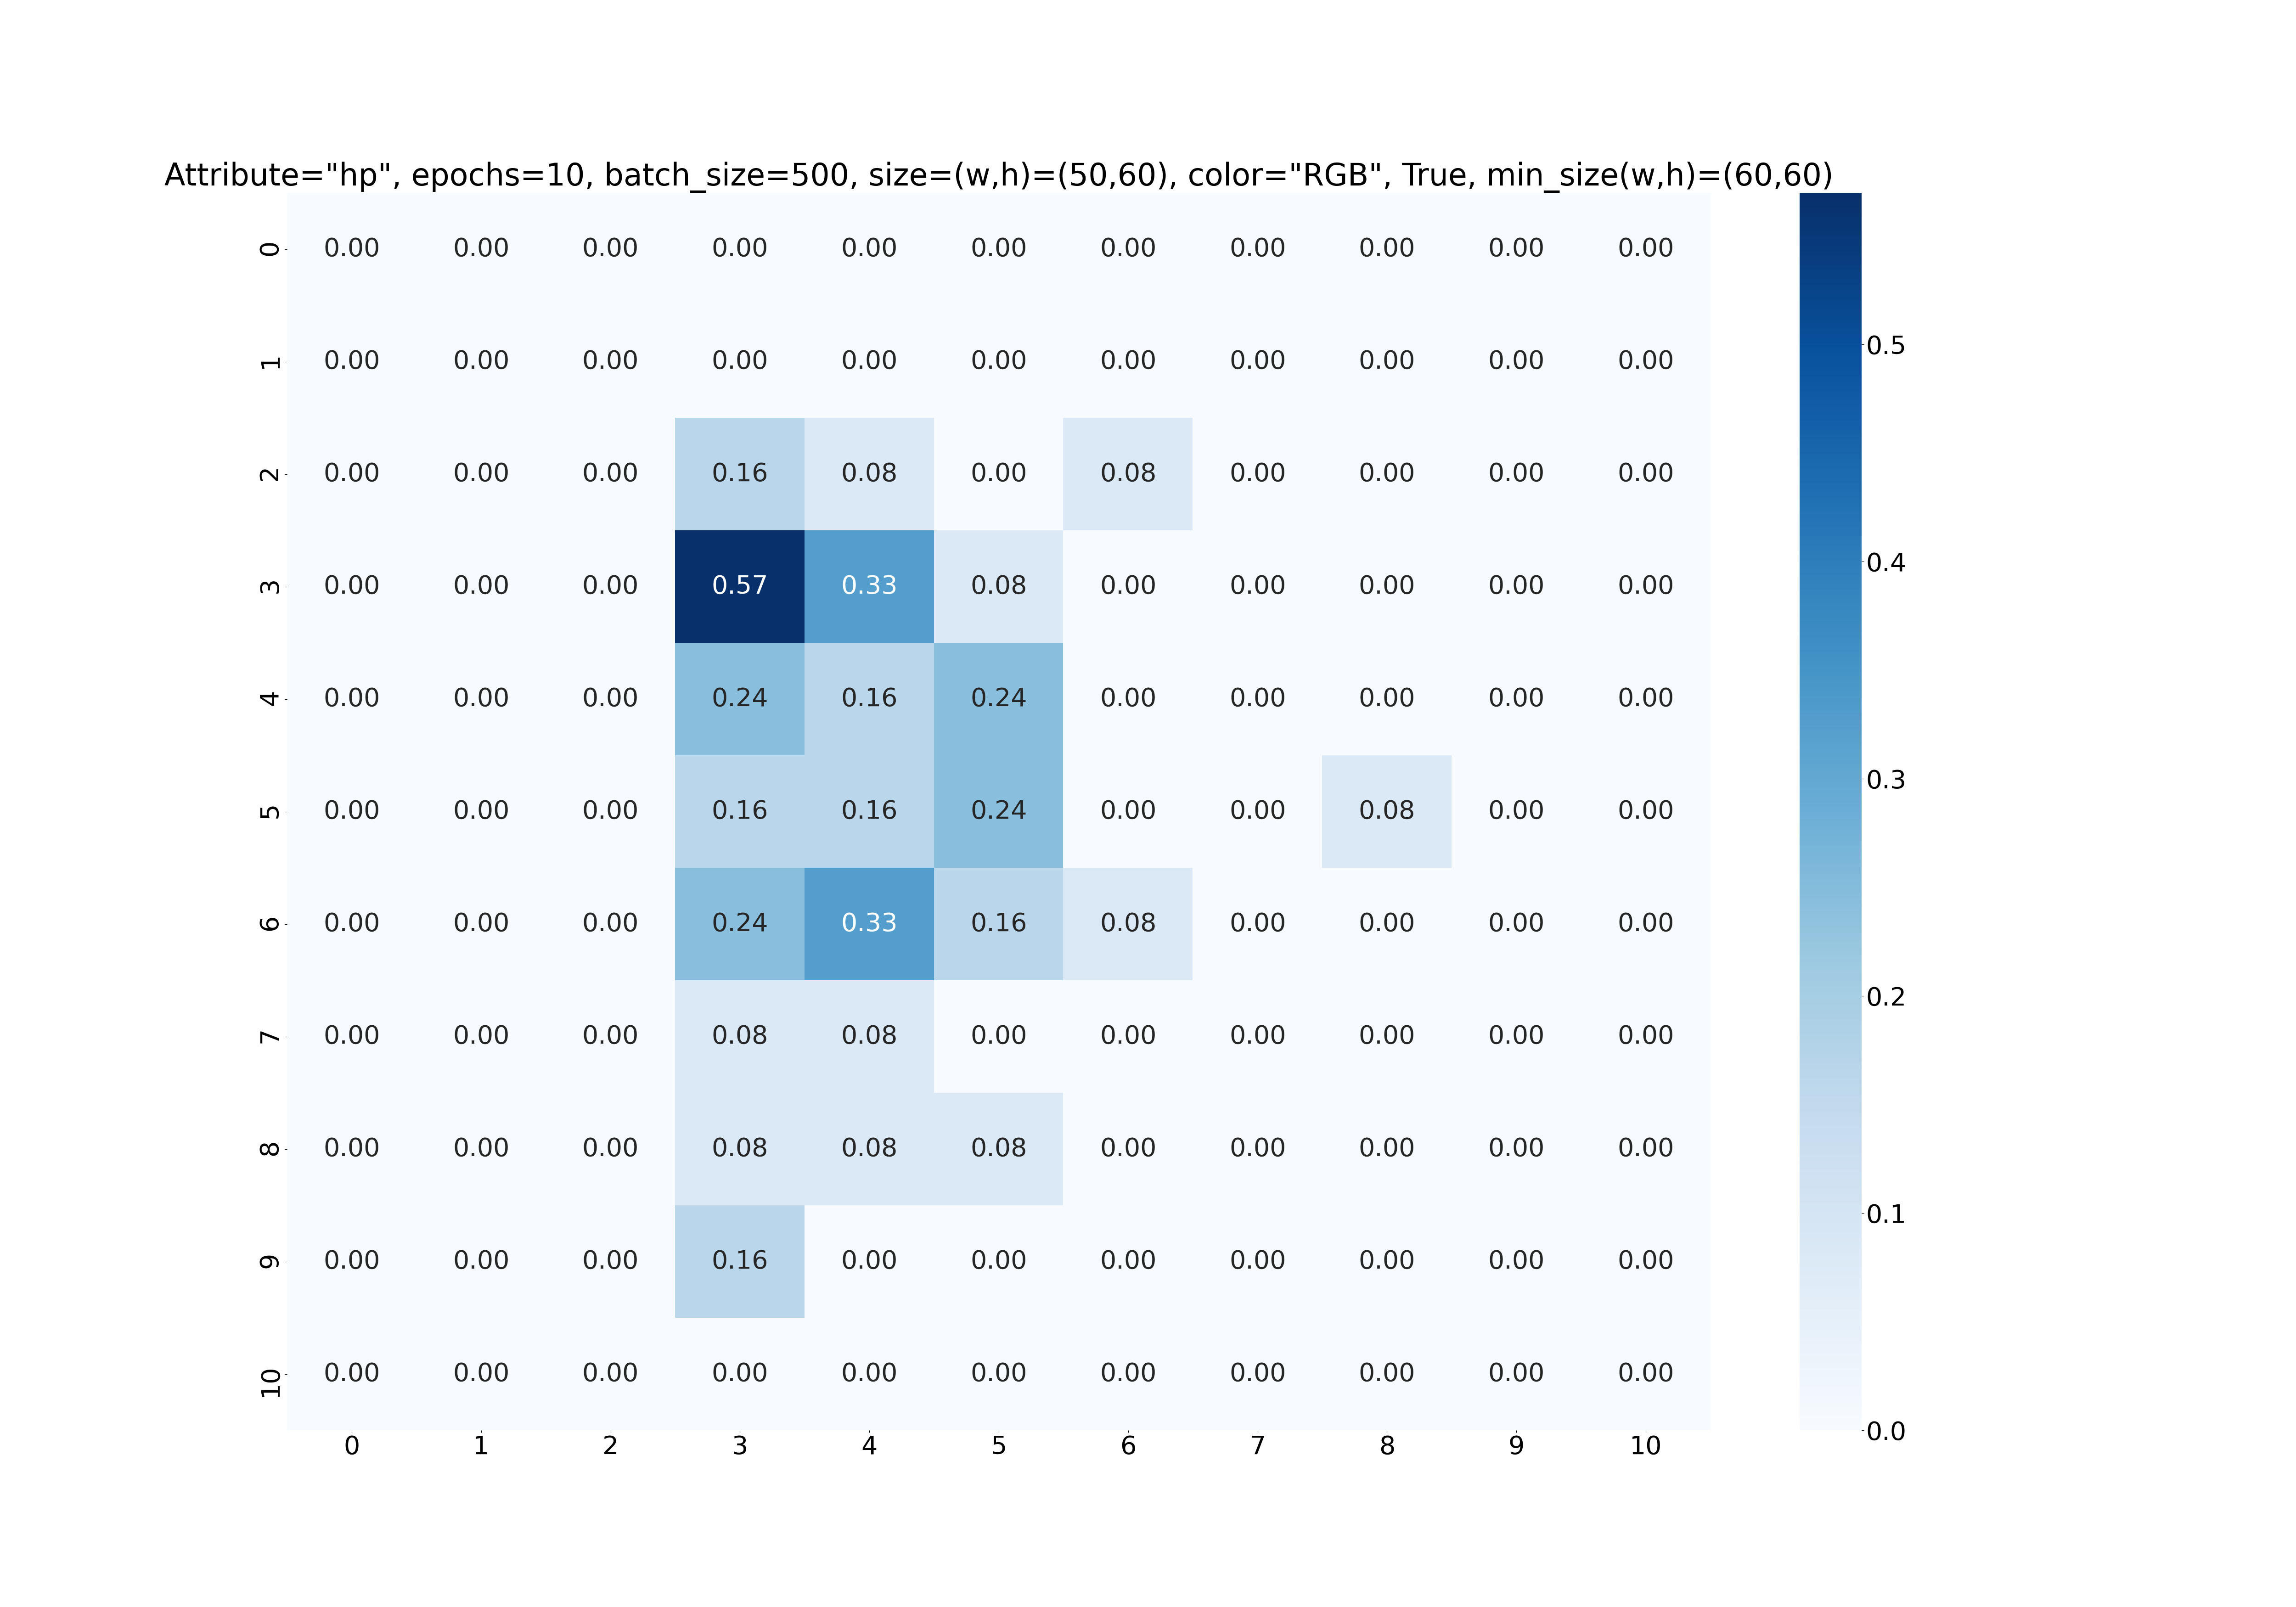 Attribute="hp", epochs=10, batch_size=500, size=(w,h)=(50,60), color="RGB", True, min_size(w,h)=(60,60)
0 0.00 0.00 0.00 0.00 0.00 0.00 0.00 0.00 0.00 0.00 0.00
1 0.00 0.00 0.00 0.00 0.00 0.00 0.00 0.00 0.00 0.00 0.00
2 0.00 0.00 0.00 0.16 0.08 0.00 0.08 0.00 0.00 0.00 0.00
3 0.00 0.00 0.00 0.57 0.33 0.08 0.00 0.00 0.00 0.00 0.00
4 0.00 0.00 0.00 0.24 0.16 0.24 0.00 0.00 0.00 0.00 0.00
5 0.00 0.00 0.00 0.16 0.16 0.24 0.00 0.00 0.08 0.00 0.00
6 0.00 0.00 0.00 0.24 0.33 0.16 0.08 0.00 0.00 0.00 0.00
7 0.00 0.00 0.00 0.08 0.08 0.00 0.00 0.00 0.00 0.00 0.00
8 0.00 0.00 0.00 0.08 0.08 0.08 0.00 0.00 0.00 0.00 0.00
9 0.00 0.00 0.00 0.16 0.00 0.00 0.00 0.00 0.00 0.00 0.00
10 0.00 0.00 0.00 0.00 0.00 0.00 0.00 0.00 0.00 0.00 0.00
0 1 2 3 4 5 6 7 8 9 10
0.5
0.4
0.3
0.2
0.1
0.0